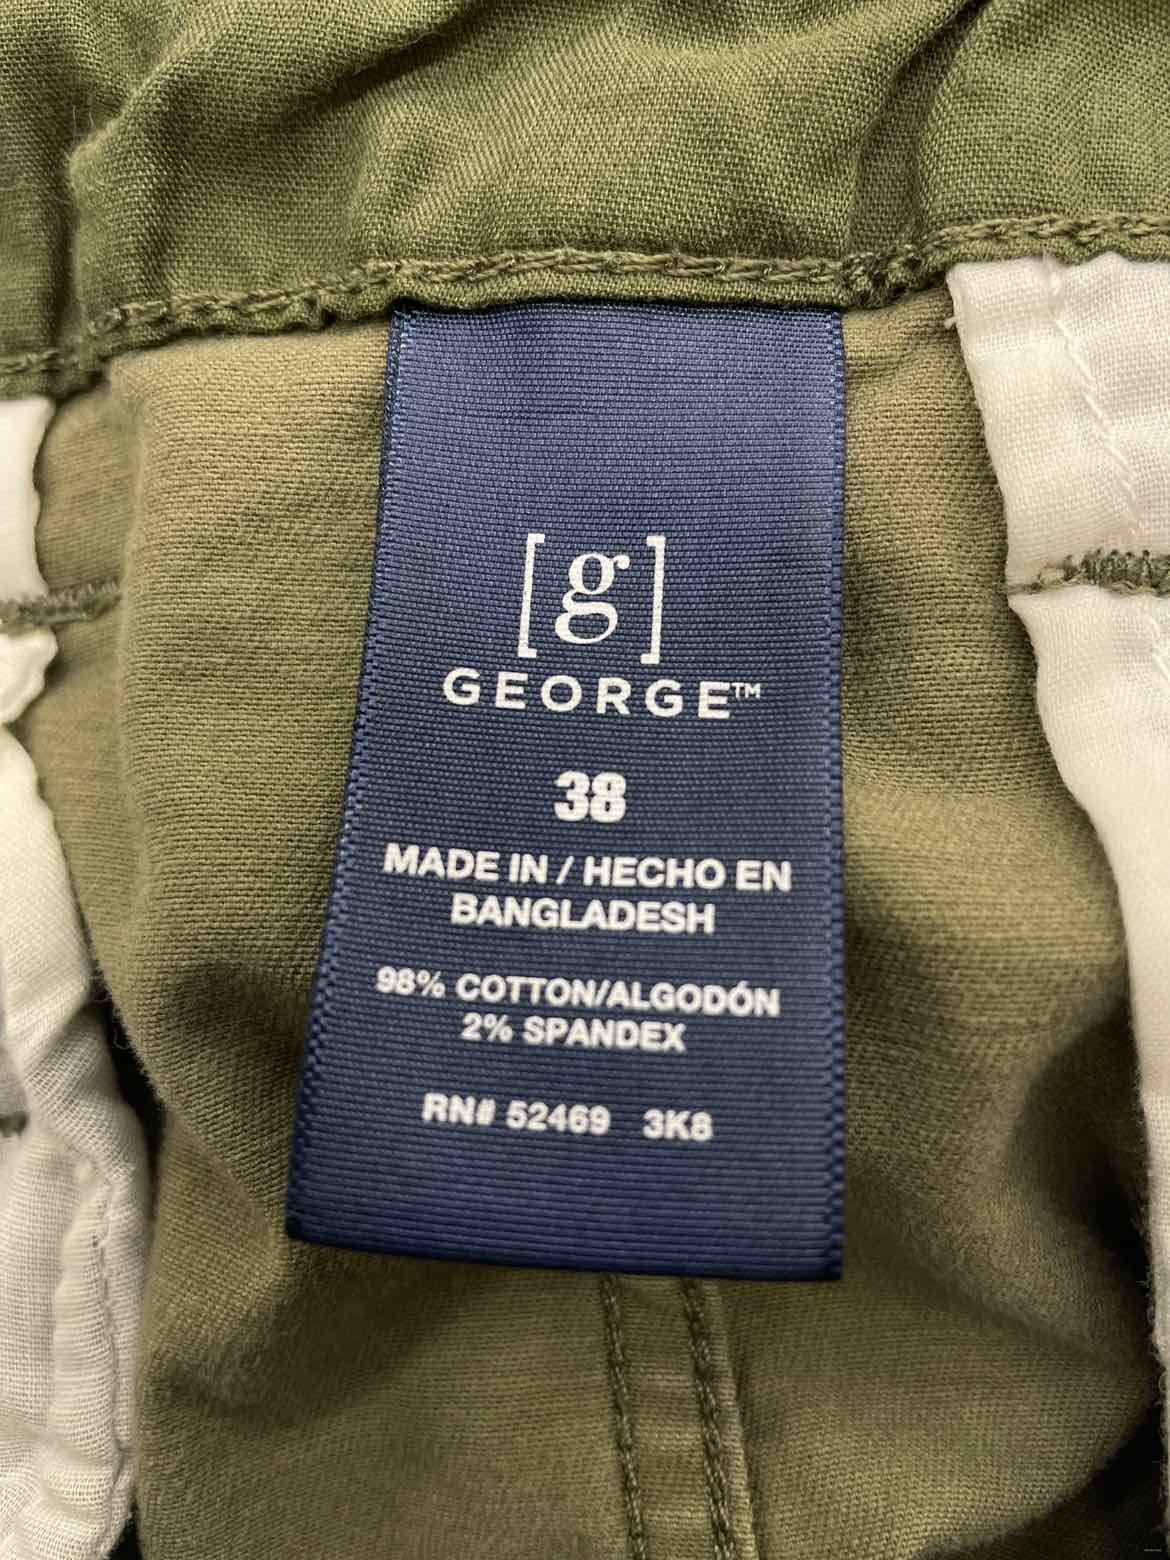 [g]
GEORGE™
38
MADE IN / HECHO EN
BANGLADESH
98% COTTON/ALGODÓN
2% SPANDEX
RN# 52469 3K8